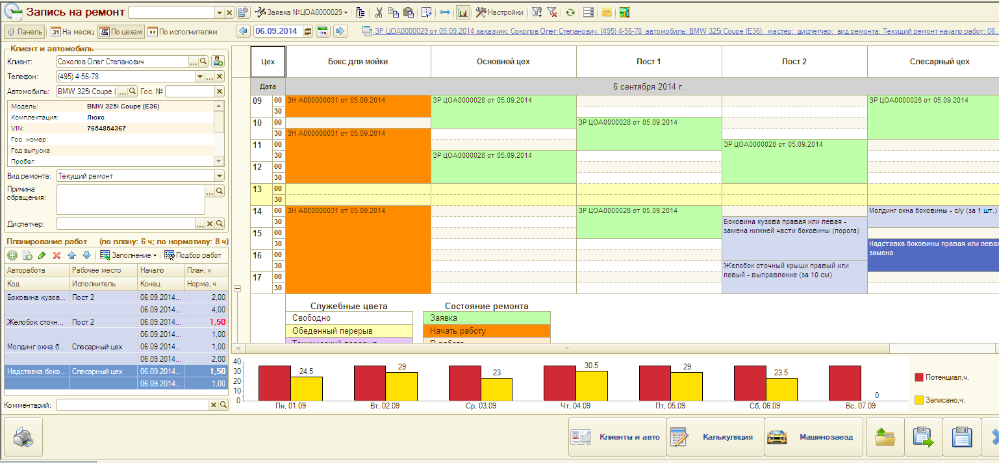 Запись на ремонт
Заявка №ЦОА0000029
Настройки
Панель
31 На месяц
По цехам
По исполнителям
06.09.2014
ЗР ЦОА0000029 от 05.09.2014 заказчик: Соколов Олег Степанович, (495) 4-56-78 автомобиль: BMW 325i Coupe (E36), мастер: диспетчер: вид ремонта: Текущий ремонт начало работ: 06...
Клиент и автомобиль
Клиент: Соколов Олег Степанович
Телефон: (495) 4-56-78
Автомобиль: BMW 325i Coupe ( ... Гос. №
Модель: BMW 325i Coupe (E36)
Комплектация: Люкс
VIN: 7654854367
Гос. номер:
Год выпуска:
Пробег:
Вид ремонта: Текущий ремонт
Причина
обращения:
Диспетчер:
Планирование работ (по плану: 6 ч; по нормативу: 8 ч)
Заполнение
Подбор работ
Авторабота Рабочее место Начало План, ч
Код Исполнитель Конец Норма, ч
Боковина кузов... Пост 2 06.09.2014... 2,00
06.09.2014... 4,00
Желобок сточн... Пост 2 06.09.2014... 1,50
06.09.2014... 1,00
Молдинг окна б... Слесарный цех 06.09.2014... 1,00
06.09.2014... 2,00
Надставка боко... Слесарный цех 06.09.2014... 1,50
06.09.2014... 1,00
Комментарий:
Цех Бокс для мойки Основной цех Пост 1 Пост 2 Слесарный цех
Дата 6 сентября 2014 г.
09 00 ЗН А000000031 от 05.09.2014 ЗР ЦОА0000028 от 05.09.2014 ЗР ЦОА0000028 от 05.09.2014
30
10 00 ЗР ЦОА0000028 от 05.09.2014
30 ЗН А000000031 от 05.09.2014
11 00 ЗР ЦОА0000028 от 05.09.2014
30 ЗР ЦОА0000028 от 05.09.2014
12 00
30
13 00
30
14 00 ЗН А000000031 от 05.09.2014 ЗР ЦОА0000028 от 05.09.2014 Молдинг окна боковины - с/у (за 1 шт.)
30 Боковина кузова правая или левая -
замена нижней части боковины (порога)
15 00
30 Надставка боковины правая или левая
замена
16 00
30 Желобок сточный крыши правый или
левый - выправление (за 10 см)
17 00
30
Служебные цвета Состояние ремонта
Свободно Заявка
Обеденный перерыв Начать работу
Технический перерыв В работе
40
30
20
10
0
24.5
29
23
30.5
29
23.5
0
Пн, 01.09 Вт, 02.09 Ср, 03.09 Чт, 04.09 Пт, 05.09 Сб, 06.09 Вс, 07.09
Потенциал,ч.
Записано,ч.
Клиенты и авто
Калькуляция
Машинозаезд